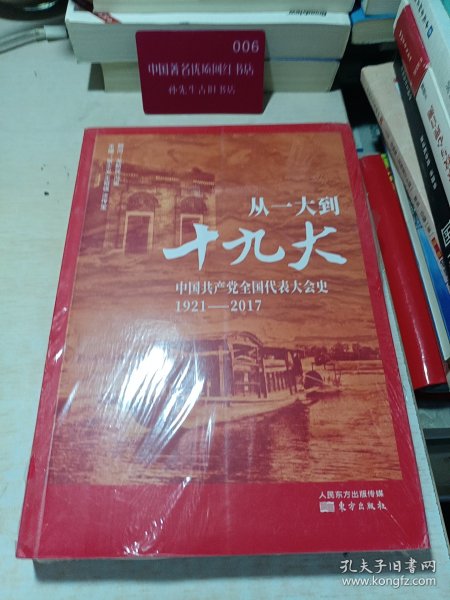 006
中国著名优质网红书店
孙先生古旧书店
从一大到
十九大
中国共产党全国代表大会史
1921——2017
人民东方出版传媒
东方出版社
孔夫子旧书网
www.kongfz.com